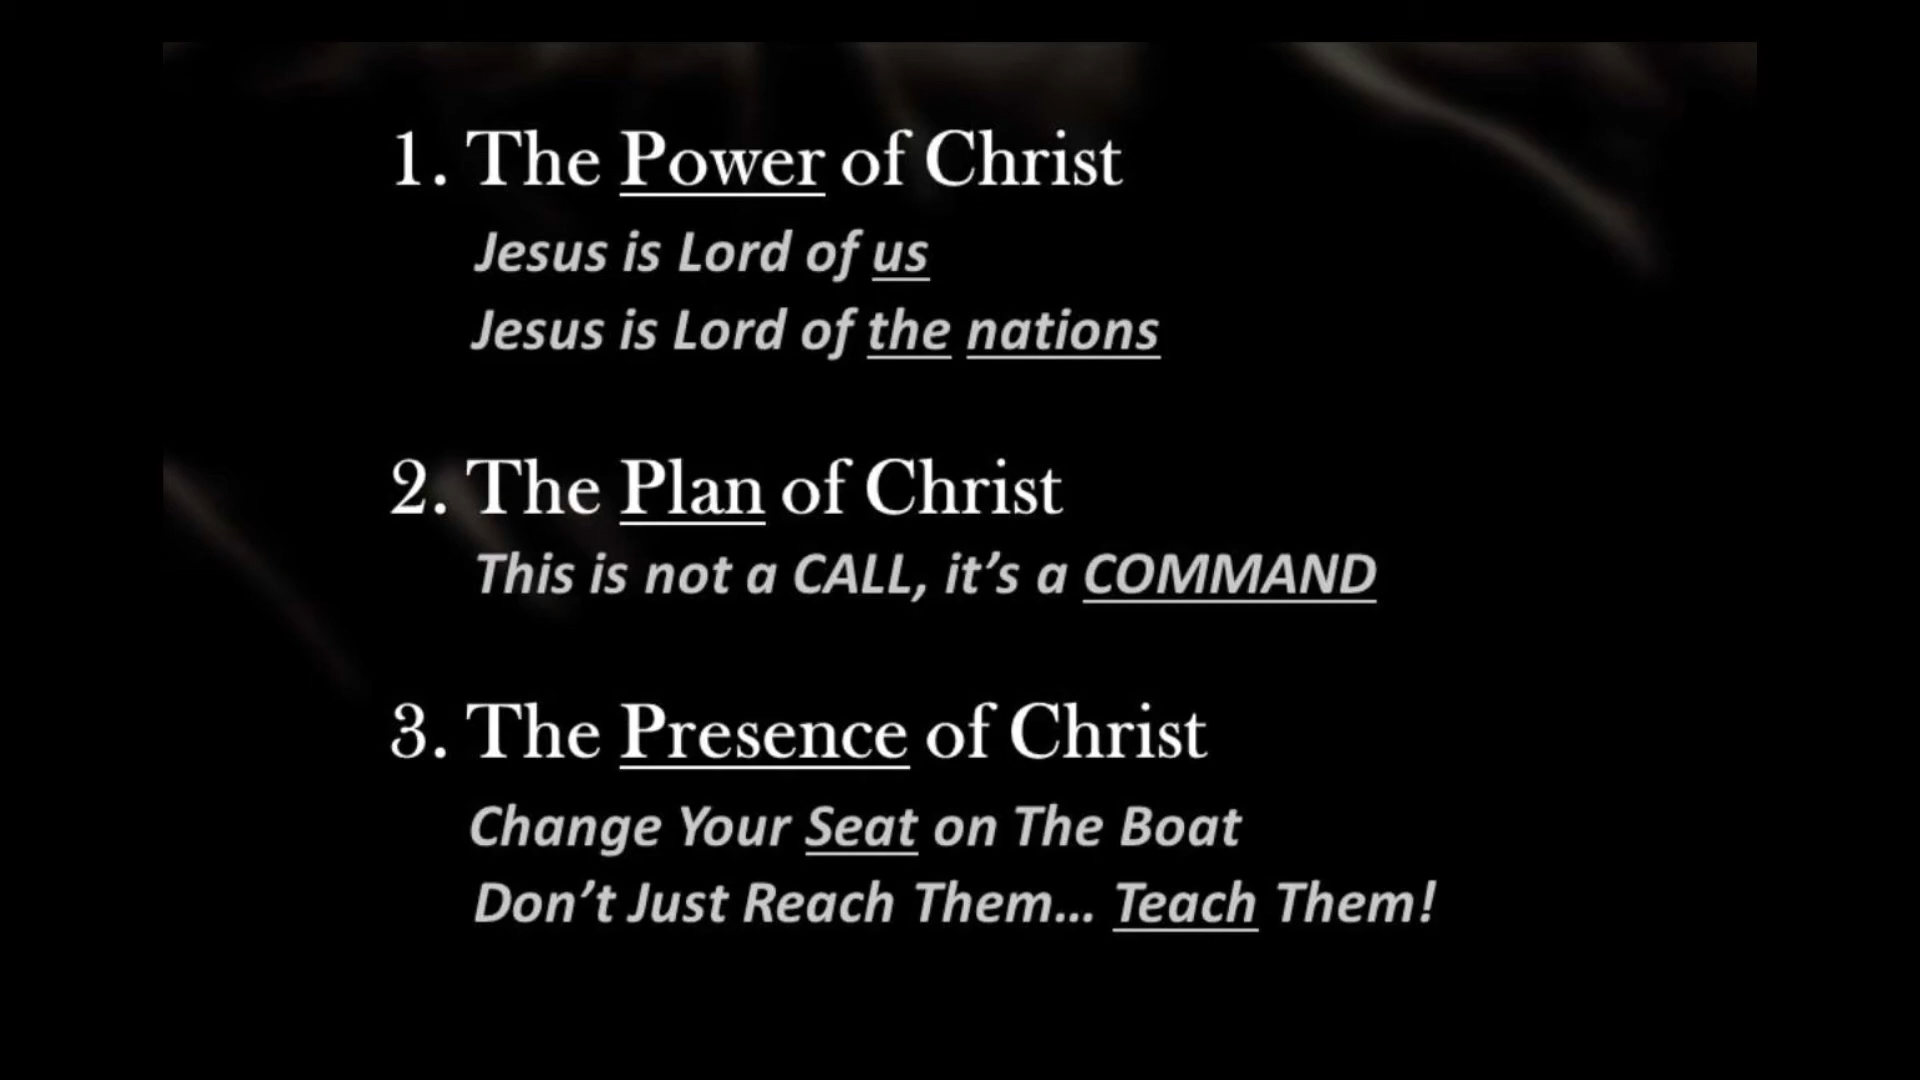 1. The Power of Christ
Jesus is Lord of us
Jesus is Lord of the nations
2. The Plan of Christ
This is not a CALL, it’s a COMMAND
3. The Presence of Christ
Change Your Seat on The Boat
Don’t Just Reach Them... Teach Them!